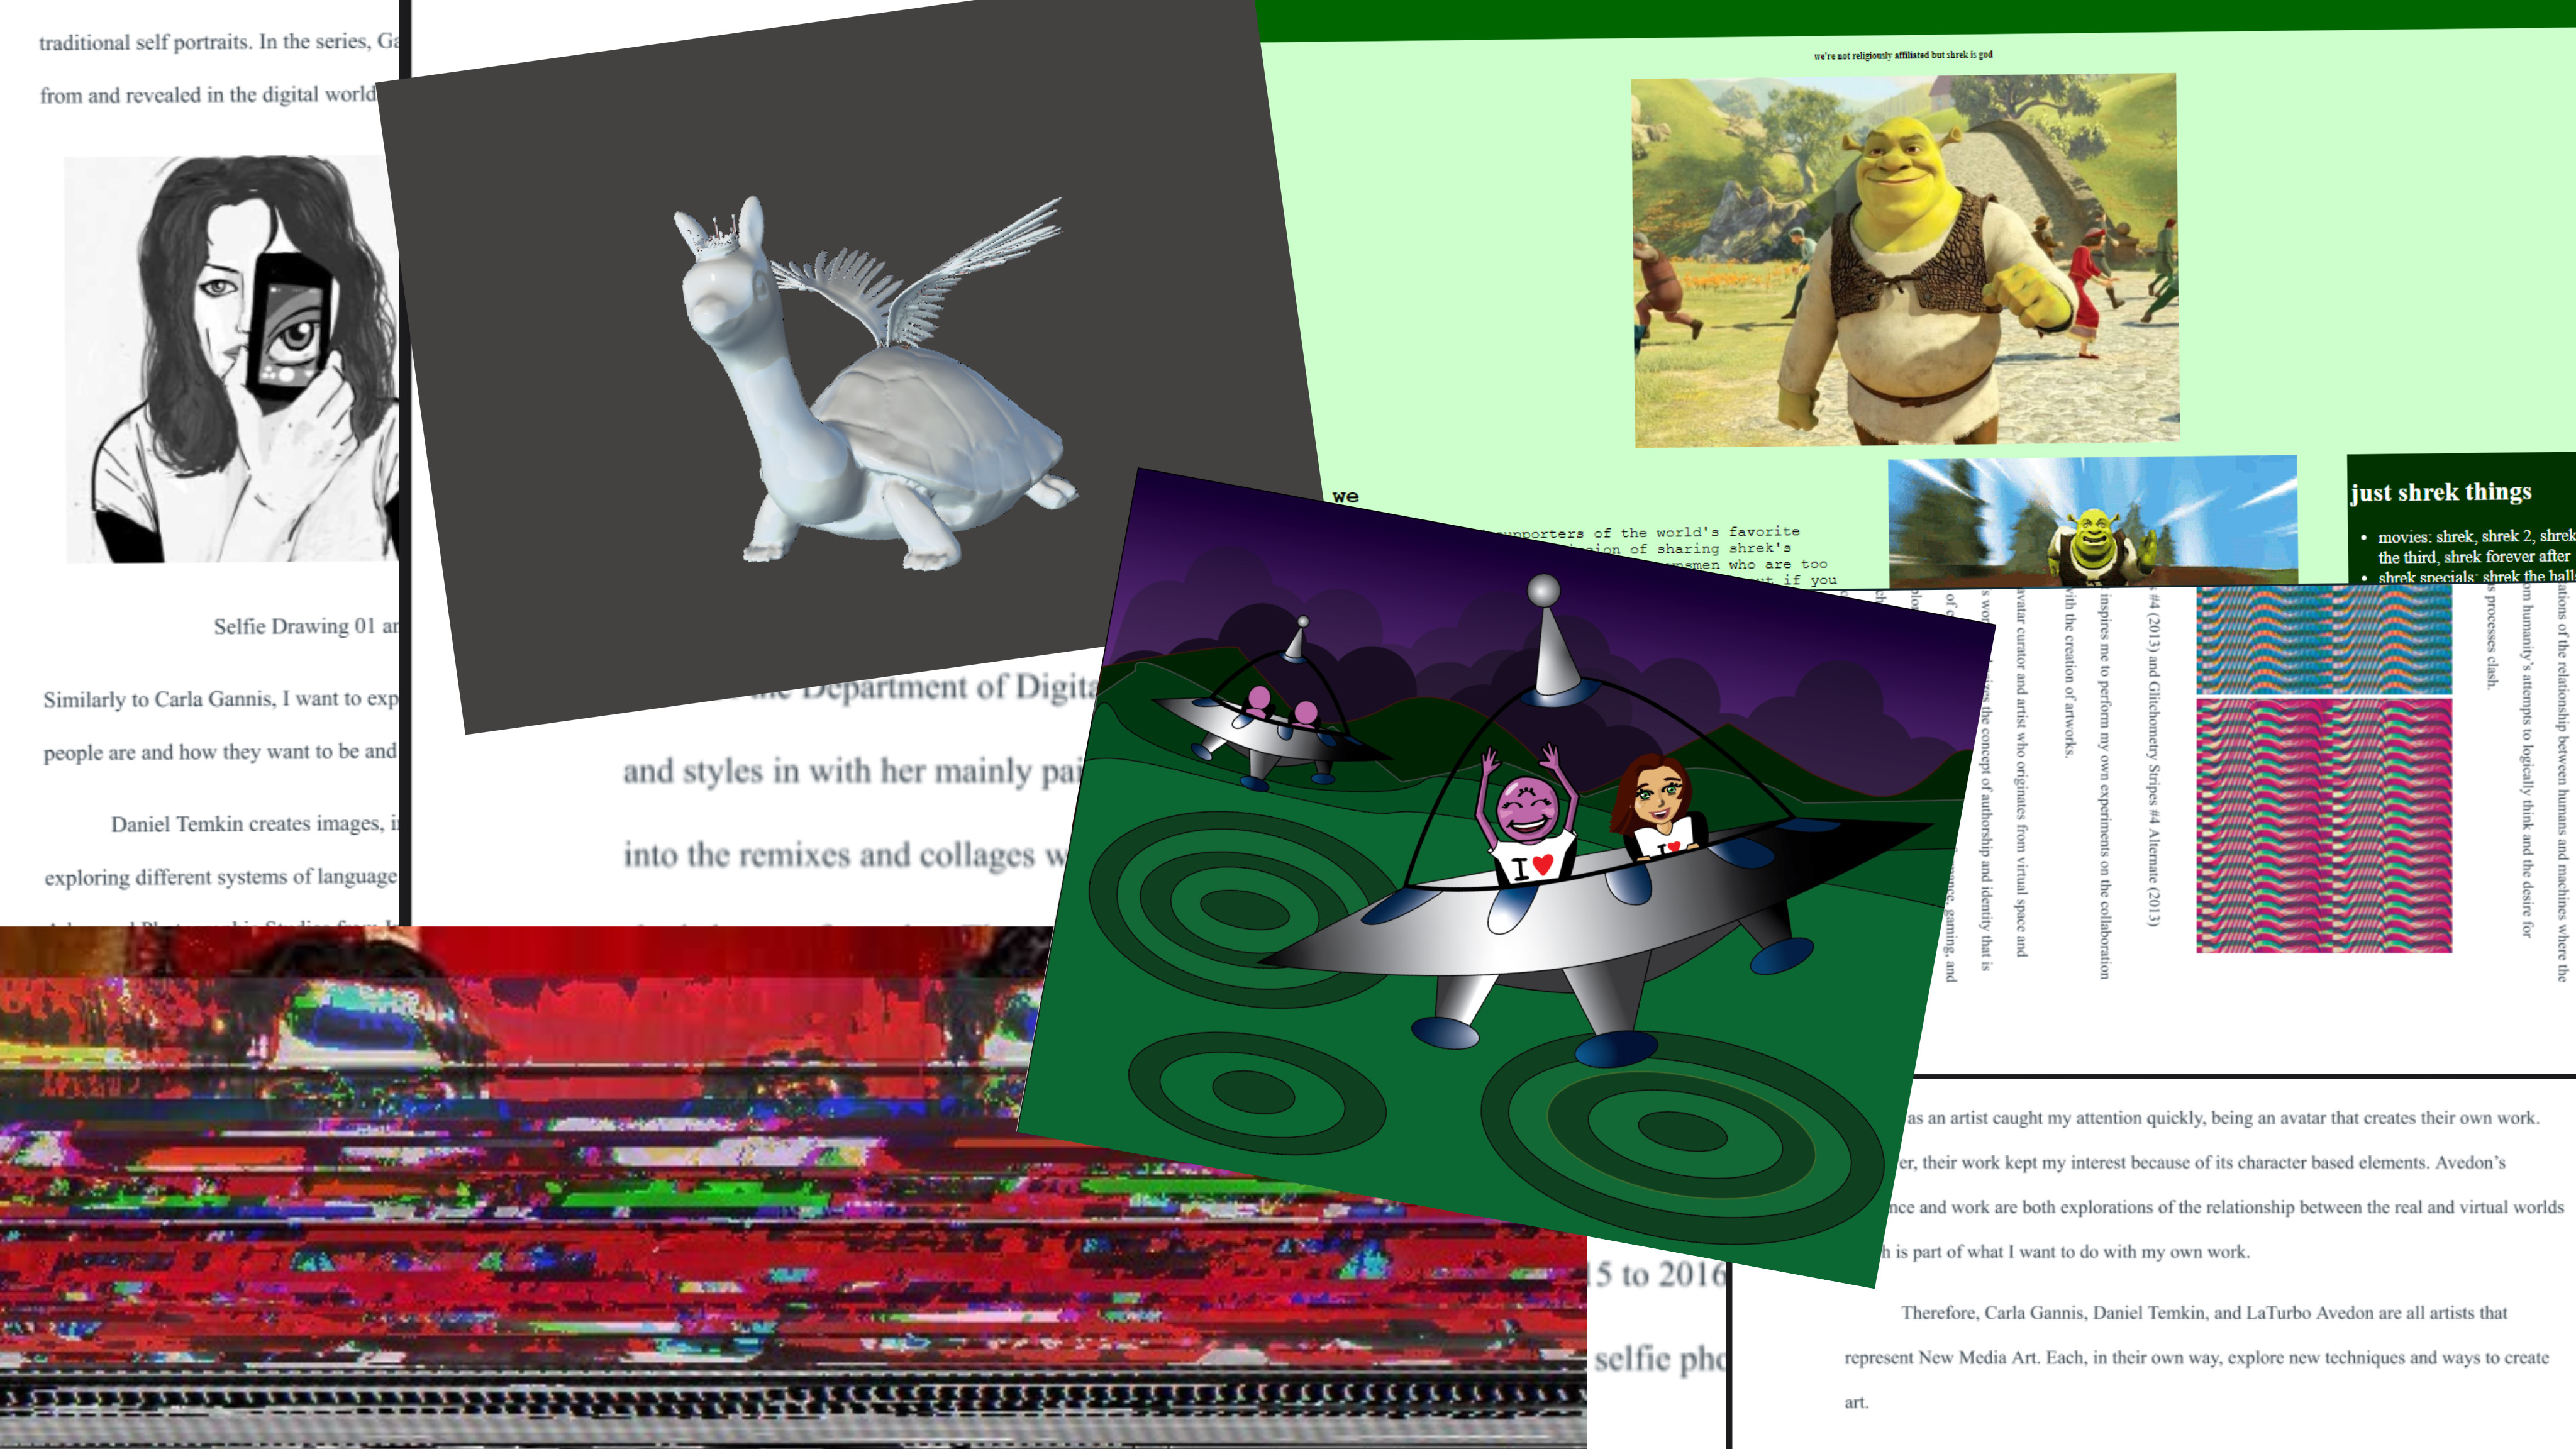 traditional self portraits. In the series, Ga
from and revealed in the digital world
Selfie Drawing 01 an
Similarly to Carla Gannis, I want to exp
people are and how they want to be and
Daniel Temkin creates images, i
exploring different systems of language
Department of Digita
and styles in with her mainly pai
into the remixes and collages w
we're not religiously affiliated but shrek is god
we
supporters of the world's favorite
sion of sharing shrek's
nsmen who are too
ut if you
just shrek things
• movies: shrek, shrek 2, shrek
the third, shrek forever after
• shrek specials: shrek the hall
I ♥
I ♥
ations of the relationship between humans and machines where the
om humanity's attempts to logically think and the desire for
s processes clash.
s #4 (2013) and Glitchometry Stripes #4 Alternate (2013)
inspires me to perform my own experiments on the collaboration
with the creation of artworks.
avatar curator and artist who originates from virtual space and
s wor
the concept of authorship and identity that is
of
mance, gaming, and
15 to 2016
selfie pho
as an artist caught my attention quickly, being an avatar that creates their own work.
er, their work kept my interest because of its character based elements. Avedon's
nce and work are both explorations of the relationship between the real and virtual worlds
h is part of what I want to do with my own work.
Therefore, Carla Gannis, Daniel Temkin, and LaTurbo Avedon are all artists that
represent New Media Art. Each, in their own way, explore new techniques and ways to create
art.